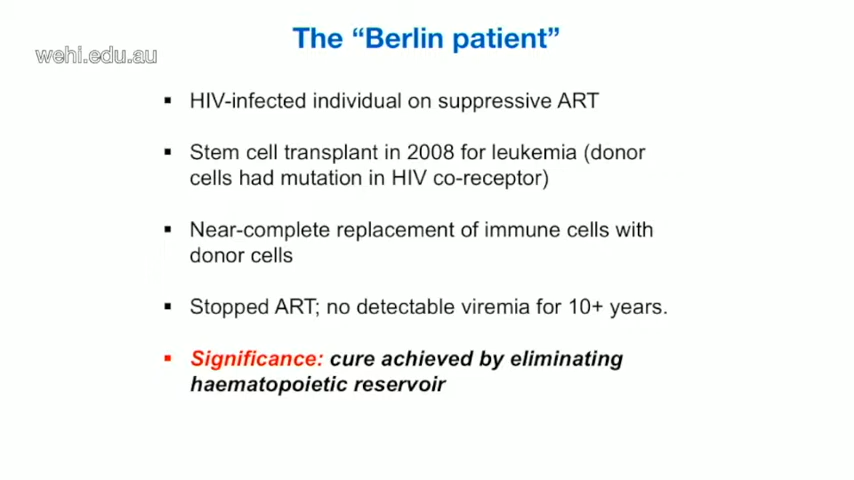 The “Berlin patient”
wehi.edu.au
▪ HIV-infected individual on suppressive ART
▪ Stem cell transplant in 2008 for leukemia (donor
cells had mutation in HIV co-receptor)
▪ Near-complete replacement of immune cells with
donor cells
▪ Stopped ART; no detectable viremia for 10+ years.
▪ Significance: cure achieved by eliminating
haematopoietic reservoir